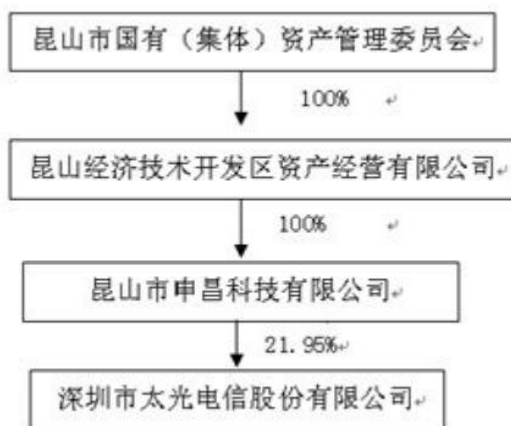 昆山市国有（集体）资产管理委员会
100%
昆山经济技术开发区资产经营有限公司
100%
昆山市申昌科技有限公司
21.95%
深圳市太光电信股份有限公司